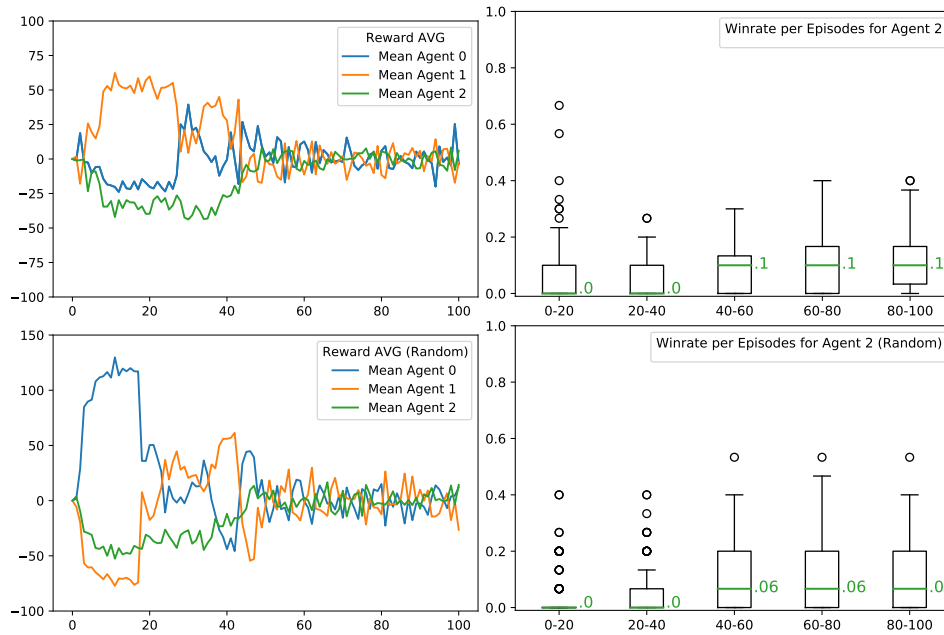 100
75
50
25
0
−25
−50
−75
−100
0 20 40 60 80 100
Reward AVG
Mean Agent 0
Mean Agent 1
Mean Agent 2
1.0
0.8
0.6
0.4
0.2
0.0
0-20 20-40 40-60 60-80 80-100
Winrate per Episodes for Agent 2
.0 .0 .1 .1 .1
150
100
50
0
−50
−100
0 20 40 60 80 100
Reward AVG (Random)
Mean Agent 0
Mean Agent 1
Mean Agent 2
1.0
0.8
0.6
0.4
0.2
0.0
0-20 20-40 40-60 60-80 80-100
Winrate per Episodes for Agent 2 (Random)
.0 .0 .06 .06 .0